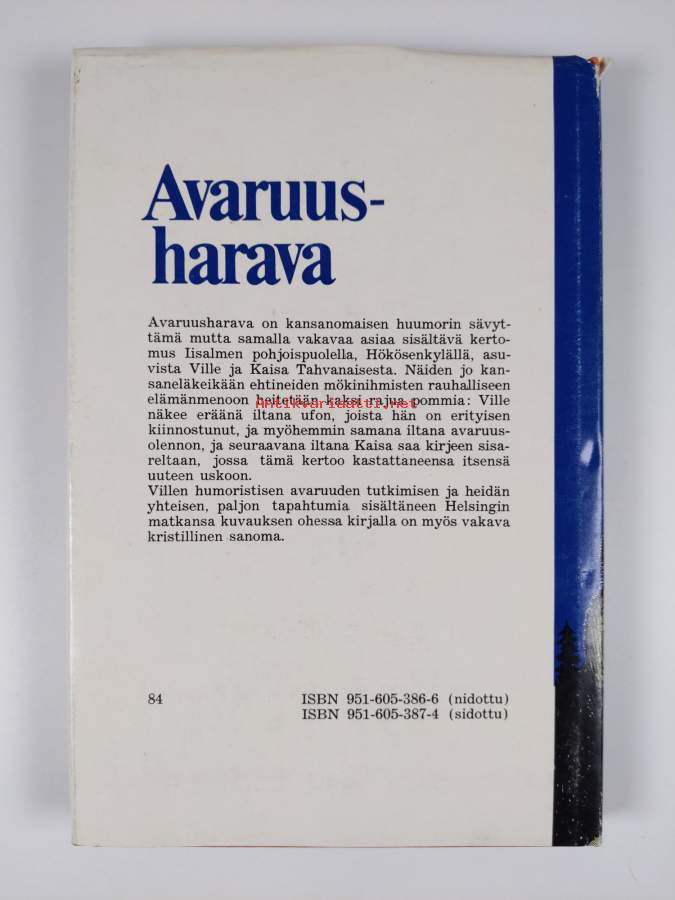 Avaruus-
harava
Avaruusharava on kansanomaisen huumorin sävyt-
tämä mutta samalla vakavaa asiaa sisältävä kerto-
mus Iisalmen pohjoispuolella, Hökösenkylällä, asu-
vista Ville ja Kaisa Tahvanaisesta. Näiden jo kan-
saneläkeikään ehtineiden mökinihmisten rauhalliseen
elämänmenoon heitetään kaksi rajua pommia: Ville
Antikvariaatti.net
näkee eräänä iltana ufon, joista hän on erityisen
kiinnostunut, ja myöhemmin samana iltana avaruus-
olennon, ja seuraavana iltana Kaisa saa kirjeen sisa-
reltaan, jossa tämä kertoo kastattaneensa itsensä
uuteen uskoon.
Villen humoristisen avaruuden tutkimisen ja heidän
yhteisen, paljon tapahtumia sisältäneen Helsingin
matkansa kuvauksen ohessa kirjalla on myös vakava
kristillinen sanoma.
84 ISBN 951-605-386-6 (nidottu)
ISBN 951-605-387-4 (sidottu)